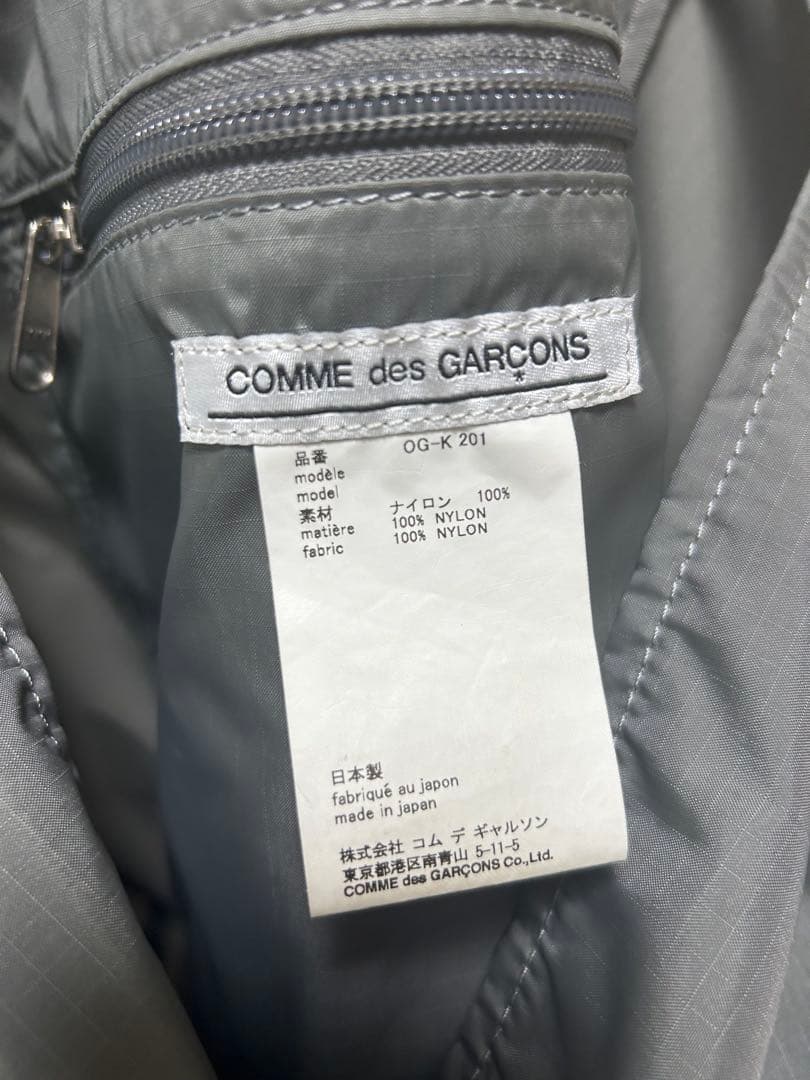 COMME des GARÇONS
*
品番 OG-K 201
modèle
model
素材 ナイロン 100%
matière 100% NYLON
fabric 100% NYLON
日本製
fabriqué au japon
made in japan
株式会社 コム デ ギャルソン
東京都港区南青山 5-11-5
COMME des GARÇONS Co., Ltd.